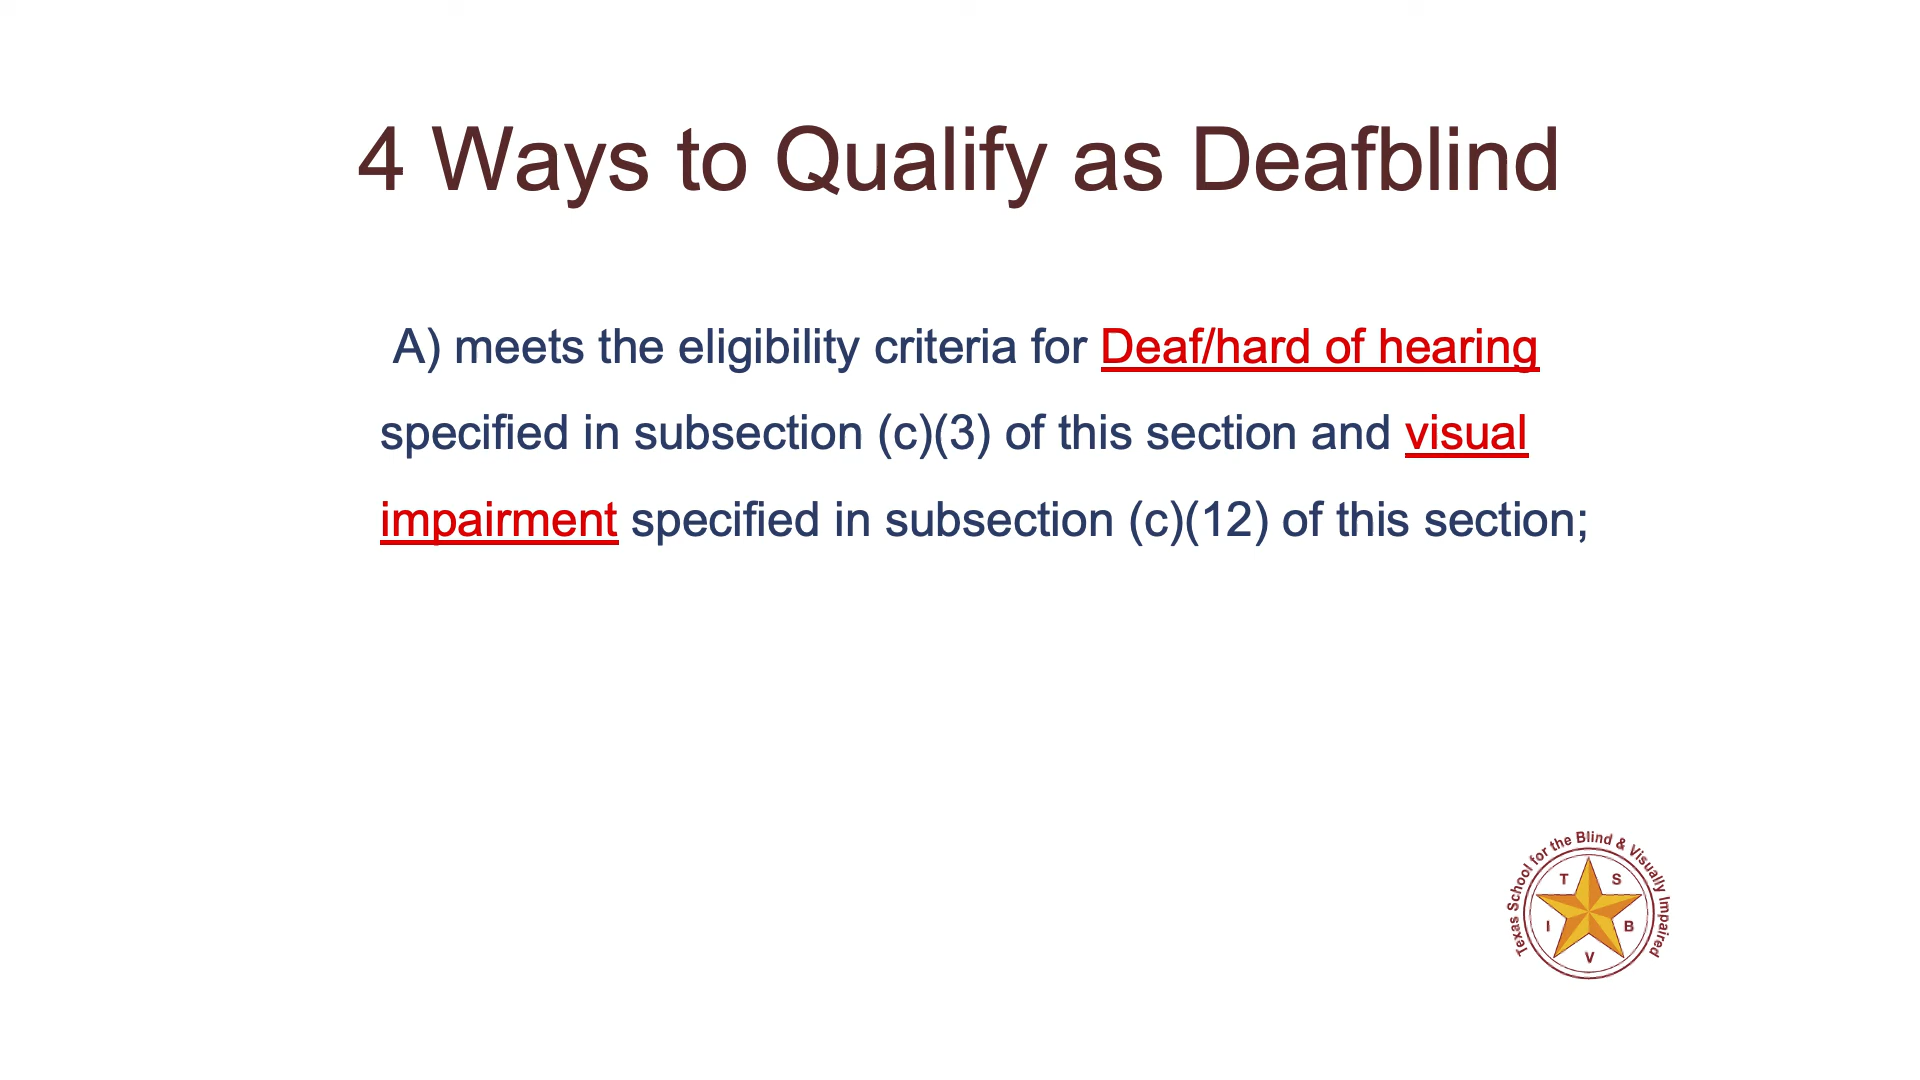 4 Ways to Qualify as Deafblind
A) meets the eligibility criteria for Deaf/hard of hearing
specified in subsection (c)(3) of this section and visual
impairment specified in subsection (c)(12) of this section;
Texas School for the Blind & Visually Impaired
T S B V I